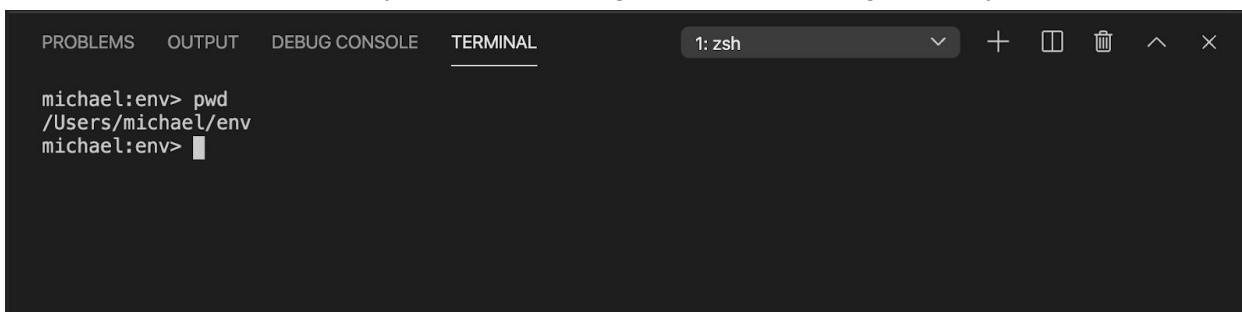 PROBLEMS OUTPUT DEBUG CONSOLE TERMINAL 1: zsh
michael:env> pwd
/Users/michael/env
michael:env>